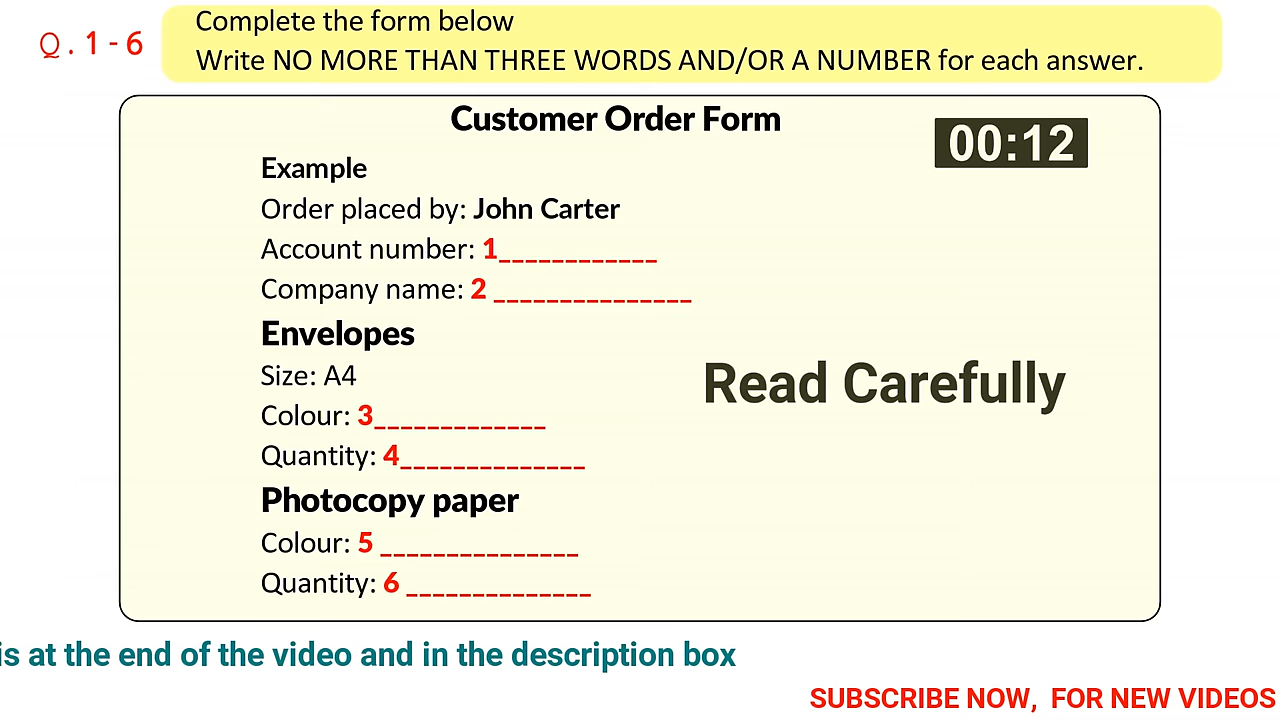 Q. 1 - 6
Complete the form below
Write NO MORE THAN THREE WORDS AND/OR A NUMBER for each answer.
Customer Order Form
00:12
Example
Order placed by: John Carter
Account number: 1____________
Company name: 2 _______________
Envelopes
Size: A4
Read Carefully
Colour: 3_____________
Quantity: 4______________
Photocopy paper
Colour: 5 _______________
Quantity: 6 ______________
is at the end of the video and in the description box
SUBSCRIBE NOW, FOR NEW VIDEOS